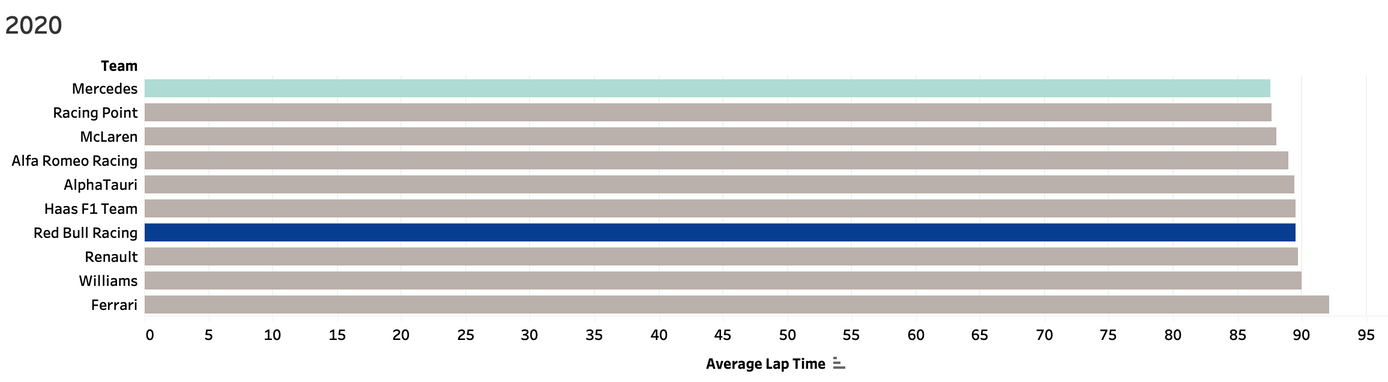 2020
Team
Mercedes
Racing Point
McLaren
Alfa Romeo Racing
AlphaTauri
Haas F1 Team
Red Bull Racing
Renault
Williams
Ferrari
0 5 10 15 20 25 30 35 40 45 50 55 60 65 70 75 80 85 90 95
Average Lap Time